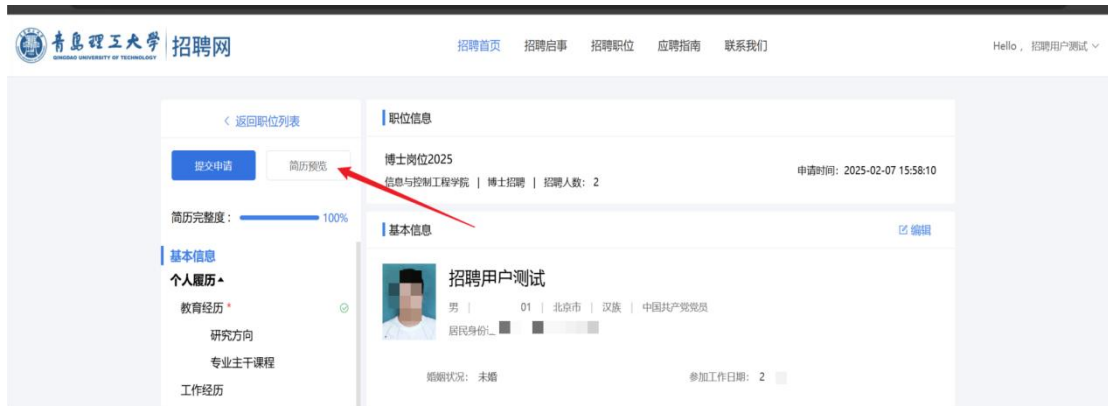 青岛理工大学 招聘网
QINGDAO UNIVERSITY OF TECHNOLOGY
招聘首页 招聘启事 招聘职位 应聘指南 联系我们
Hello ， 招聘用户测试
< 返回职位列表
提交申请 简历预览
简历完整度： 100%
基本信息
个人履历
教育经历 *
研究方向
专业主干课程
工作经历
职位信息
博士岗位2025
信息与控制工程学院 | 博士招聘 | 招聘人数： 2
申请时间： 2025-02-07 15:58:10
基本信息
编辑
招聘用户测试
男 | 01 | 北京市 | 汉族 | 中国共产党党员
居民身份
婚姻状况： 未婚
参加工作日期： 2